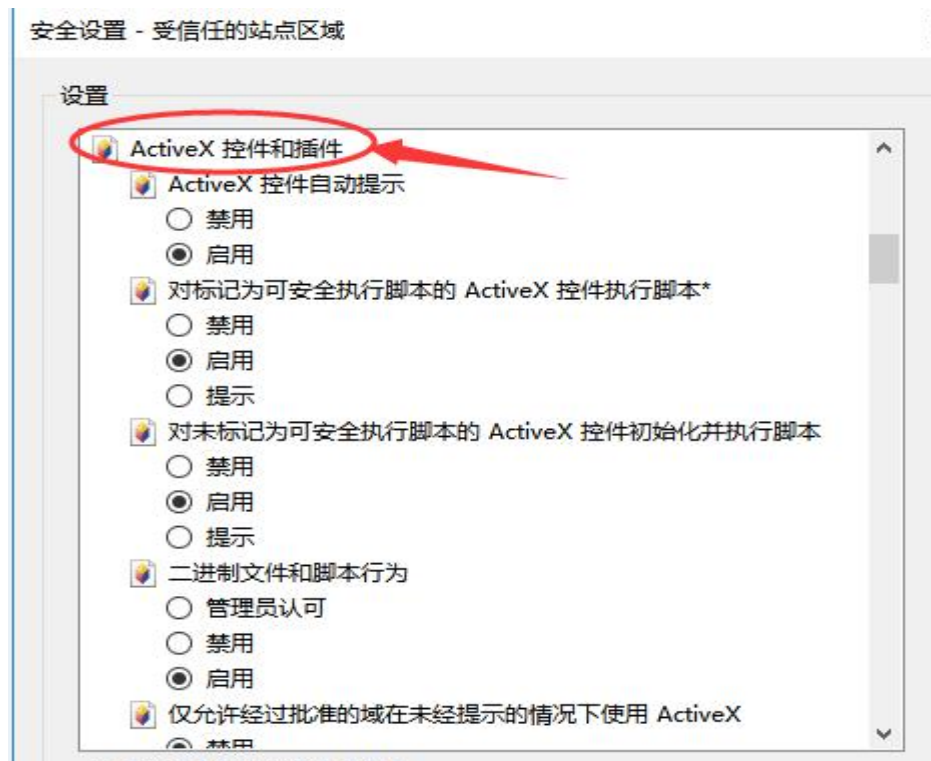 安全设置 - 受信任的站点区域
设置
ActiveX 控件和插件
ActiveX 控件自动提示
禁用
启用
对标记为可安全执行脚本的 ActiveX 控件执行脚本*
禁用
启用
提示
对未标记为可安全执行脚本的 ActiveX 控件初始化并执行脚本
禁用
启用
提示
二进制文件和脚本行为
管理员认可
禁用
启用
仅允许经过批准的域在未经提示的情况下使用 ActiveX
禁用